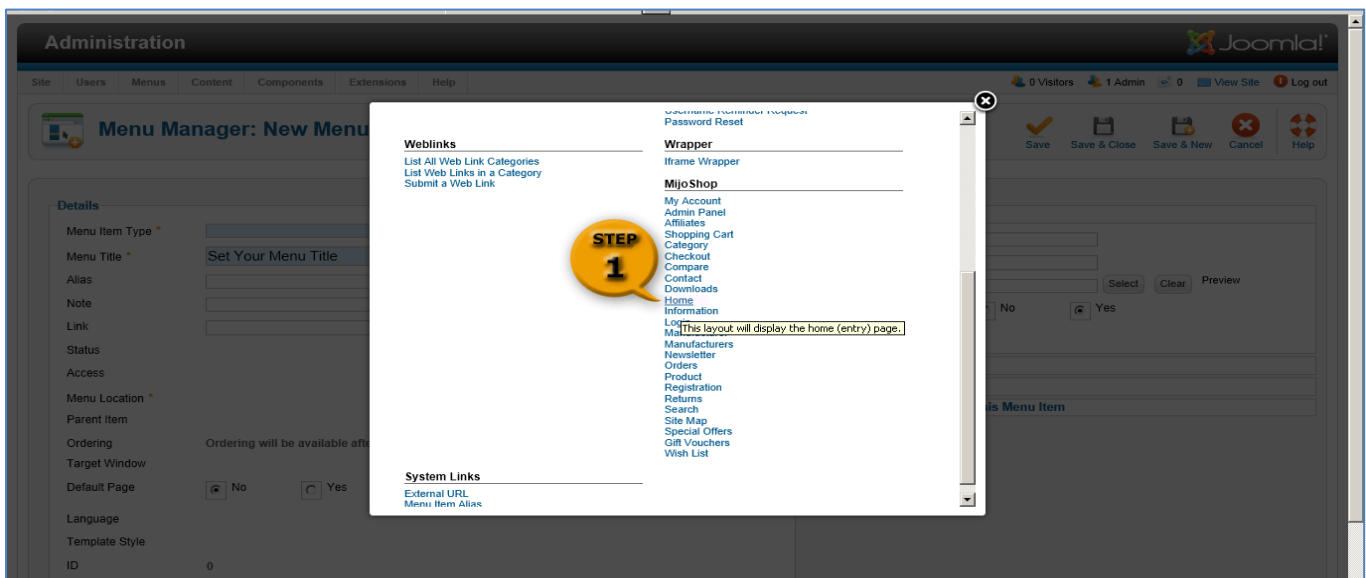 Administration
Joomla!
Site Users Menus Content Components Extensions Help
0 Visitors 1 Admin 0 View Site Log out
Menu Manager: New Menu
Save Save & Close Save & New Cancel Help
Details
Menu Item Type *
Menu Title * Set Your Menu Title
Alias
Note
Link
Status
Access
Menu Location *
Parent Item
Ordering Ordering will be available afte
Target Window
Default Page No Yes
Language
Template Style
ID 0
Username Reminder Request
Password Reset
Weblinks
List All Web Link Categories
List Web Links in a Category
Submit a Web Link
Wrapper
Iframe Wrapper
MijoShop
My Account
Admin Panel
Affiliates
Shopping Cart
Category
Checkout
Compare
Contact
Downloads
Home
Information
This layout will display the home (entry) page.
Manufacturers
Newsletter
Orders
Product
Registration
Returns
Search
Site Map
Special Offers
Gift Vouchers
Wish List
STEP
1
System Links
External URL
Menu Item Alias
Select Clear Preview
No Yes
is Menu Item